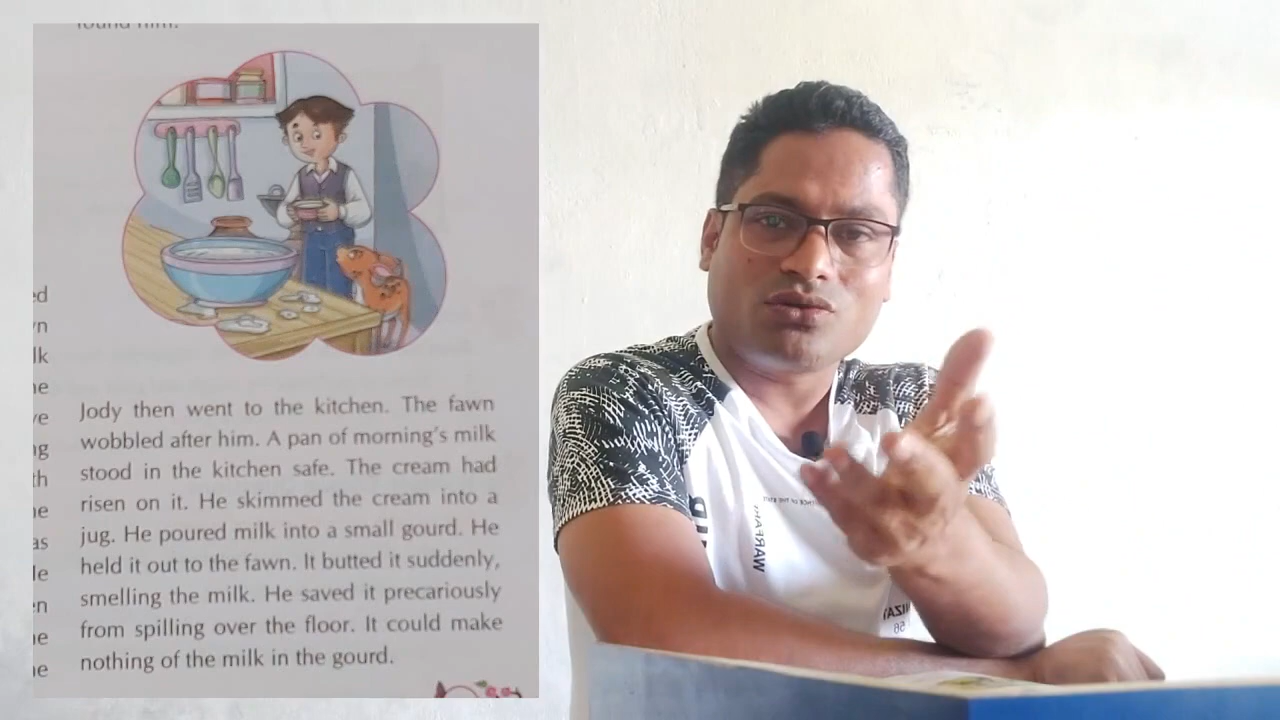 found him.
Jody then went to the kitchen. The fawn
wobbled after him. A pan of morning's milk
stood in the kitchen safe. The cream had
risen on it. He skimmed the cream into a
jug. He poured milk into a small gourd. He
held it out to the fawn. It butted it suddenly,
smelling the milk. He saved it precariously
from spilling over the floor. It could make
nothing of the milk in the gourd.